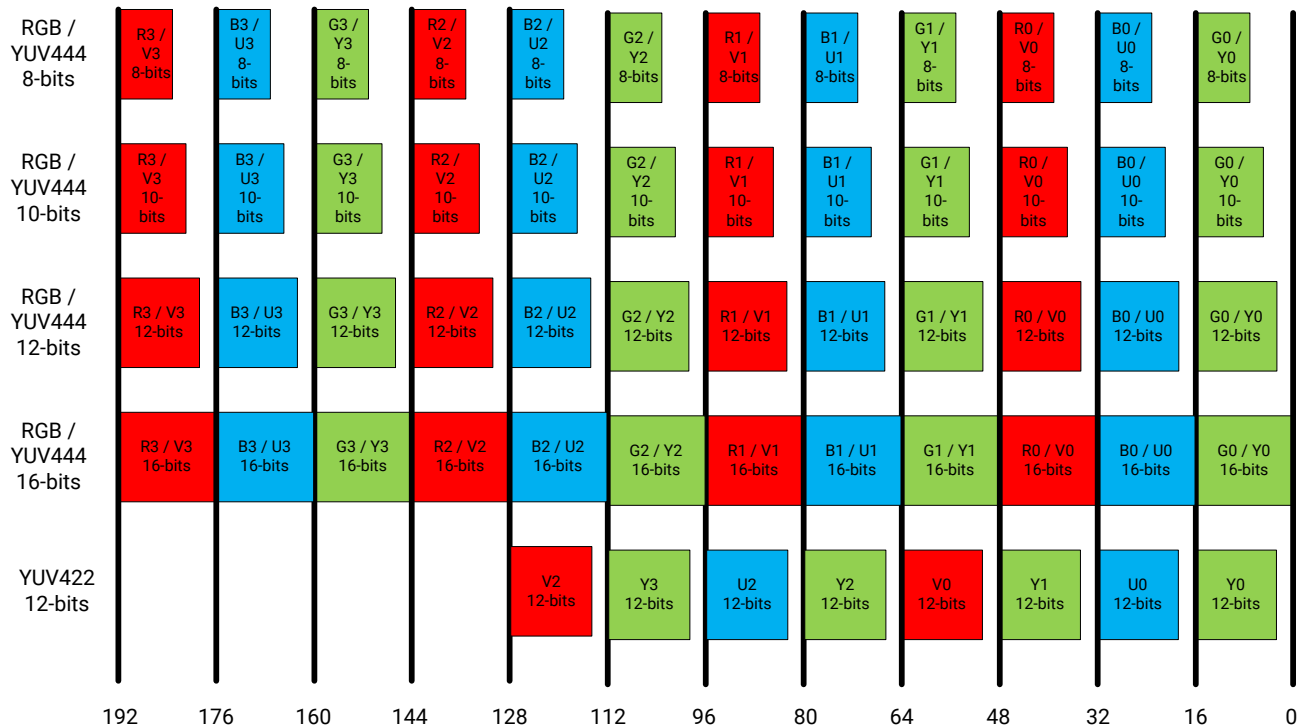 RGB /
YUV444
8-bits
R3 /
V3
8-bits
B3 /
U3
8-
bits
G3 /
Y3
8-
bits
R2 /
V2
8-
bits
B2 /
U2
8-
bits
G2 /
Y2
8-bits
R1 /
V1
8-bits
B1 /
U1
8-bits
G1 /
Y1
8-
bits
R0 /
V0
8-bits
B0 /
U0
8-
bits
G0 /
Y0
8-bits
RGB /
YUV444
10-bits
R3 /
V3
10-
bits
B3 /
U3
10-
bits
G3 /
Y3
10-
bits
R2 /
V2
10-
bits
B2 /
U2
10-
bits
G2 /
Y2
10-
bits
R1 /
V1
10-
bits
B1 /
U1
10-
bits
G1 /
Y1
10-
bits
R0 /
V0
10-
bits
B0 /
U0
10-
bits
G0 /
Y0
10-
bits
RGB /
YUV444
12-bits
R3 / V3
12-bits
B3 / U3
12-bits
G3 / Y3
12-bits
R2 / V2
12-bits
B2 / U2
12-bits
G2 / Y2
12-bits
R1 / V1
12-bits
B1 / U1
12-bits
G1 / Y1
12-bits
R0 / V0
12-bits
B0 / U0
12-bits
G0 / Y0
12-bits
RGB /
YUV444
16-bits
R3 / V3
16-bits
B3 / U3
16-bits
G3 / Y3
16-bits
R2 / V2
16-bits
B2 / U2
16-bits
G2 / Y2
16-bits
R1 / V1
16-bits
B1 / U1
16-bits
G1 / Y1
16-bits
R0 / V0
16-bits
B0 / U0
16-bits
G0 / Y0
16-bits
YUV422
12-bits
V2
12-bits
Y3
12-bits
U2
12-bits
Y2
12-bits
V0
12-bits
Y1
12-bits
U0
12-bits
Y0
12-bits
192 176 160 144 128 112 96 80 64 48 32 16 0